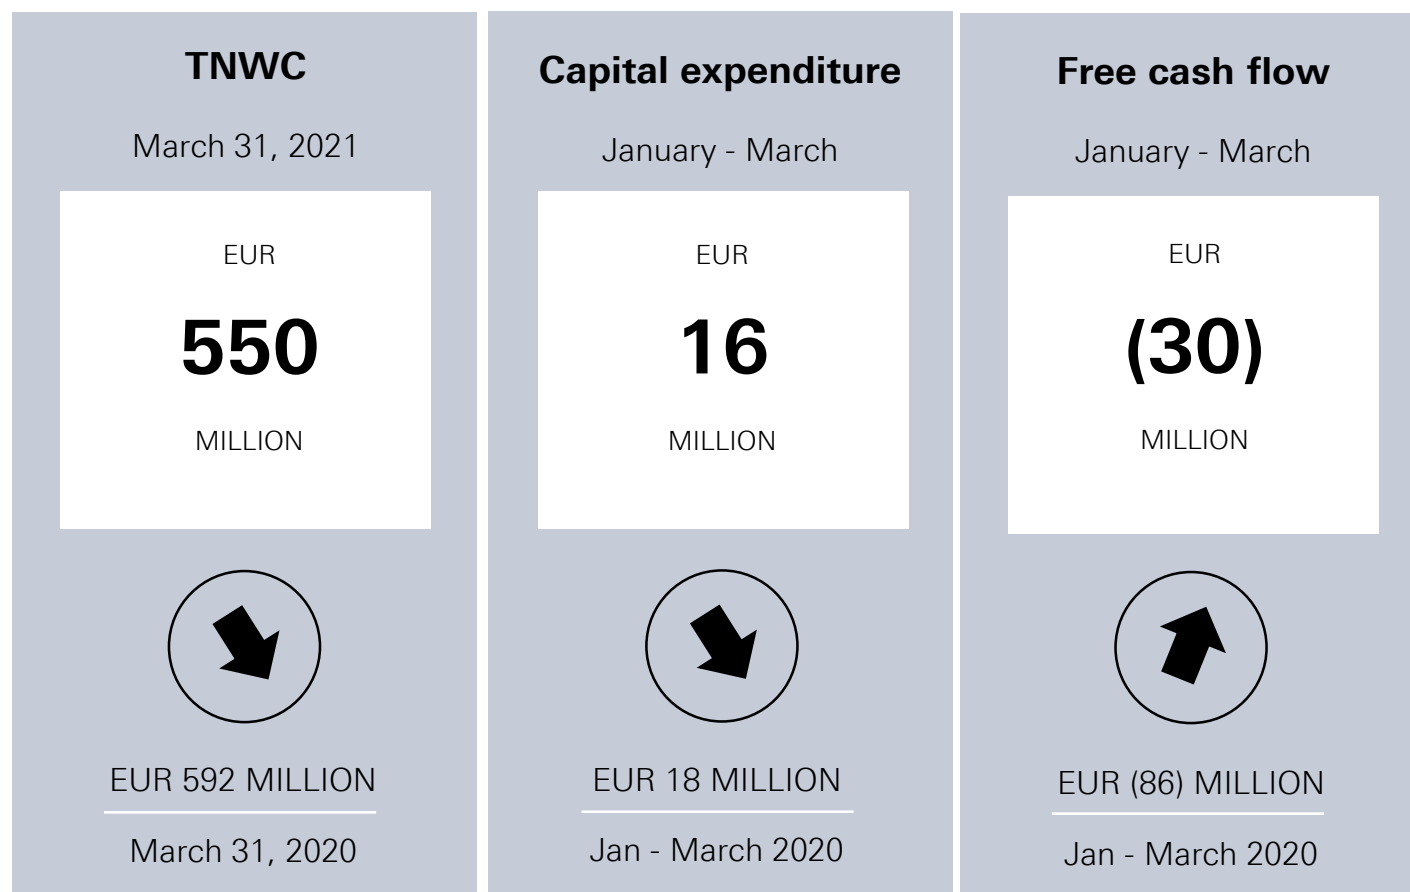 TNWC
March 31, 2021
EUR
550
MILLION
EUR 592 MILLION
March 31, 2020
Capital expenditure
January - March
EUR
16
MILLION
EUR 18 MILLION
Jan - March 2020
Free cash flow
January - March
EUR
(30)
MILLION
EUR (86) MILLION
Jan - March 2020